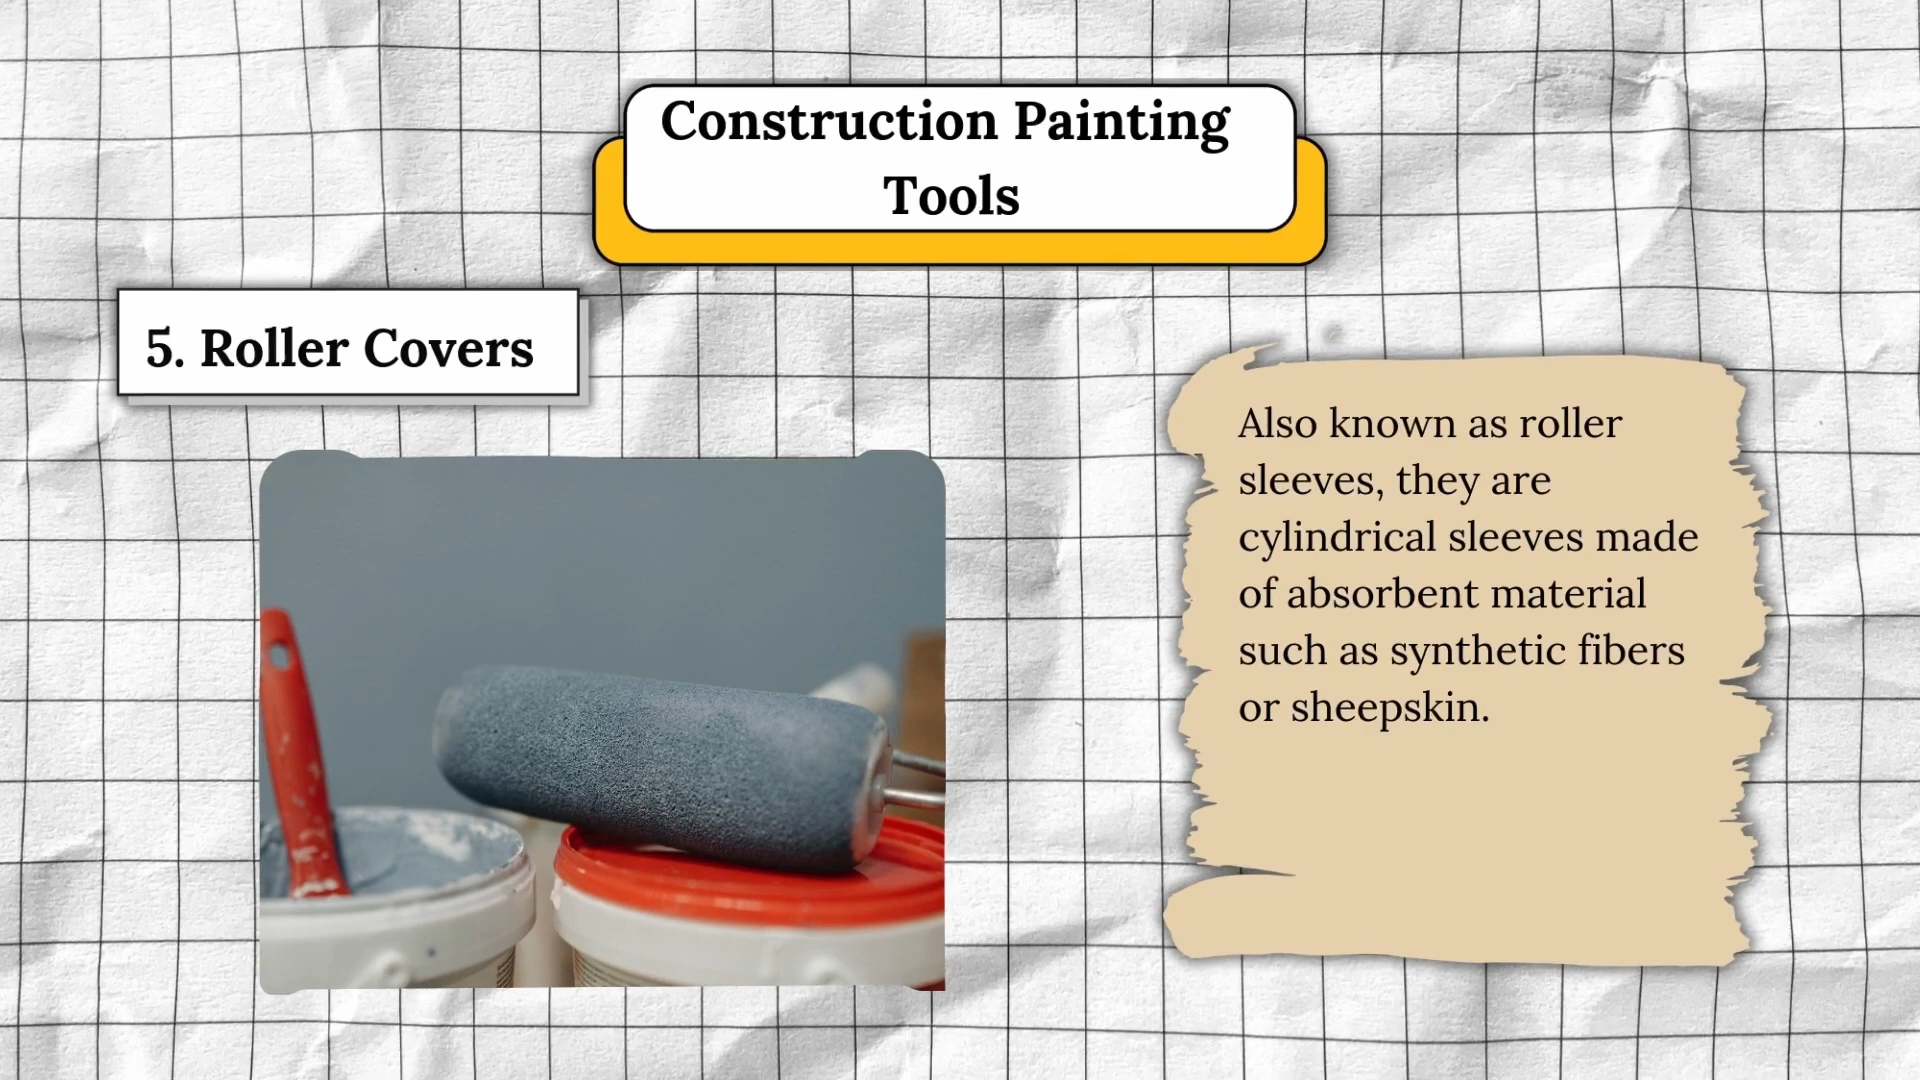 Construction Painting
Tools
5. Roller Covers
Also known as roller
sleeves, they are
cylindrical sleeves made
of absorbent material
such as synthetic fibers
or sheepskin.